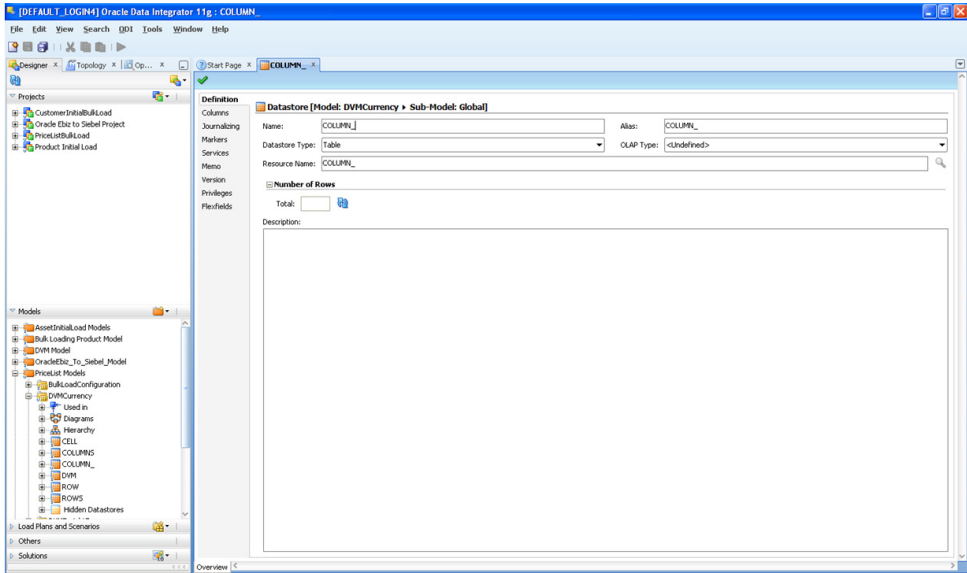 [DEFAULT_LOGIN4] Oracle Data Integrator 11g : COLUMN_
File Edit View Search ODI Tools Window Help
Designer x Topology x Op... x
Start Page x COLUMN_ x
Projects
CustomerInitialBulkLoad
Oracle Ebiz to Siebel Project
PriceListBulkLoad
Product Initial Load
Models
AssetInitialLoad Models
Bulk Loading Product Model
DVM Model
OracleEbiz_To_Siebel_Model
PriceList Models
BulkLoadConfiguration
DVMCurrency
Used in
Diagrams
Hierarchy
CELL
COLUMNS
COLUMN_
DVM
ROW
ROWS
Hidden Datastores
Load Plans and Scenarios
Others
Solutions
Definition
Columns
Journalizing
Markers
Services
Memo
Version
Privileges
Flexfields
Datastore [Model: DVMCurrency ▸ Sub-Model: Global]
Name: COLUMN_ Alias: COLUMN_
Datastore Type: Table OLAP Type: <Undefined>
Resource Name: COLUMN_
Number of Rows
Total:
Description:
Overview